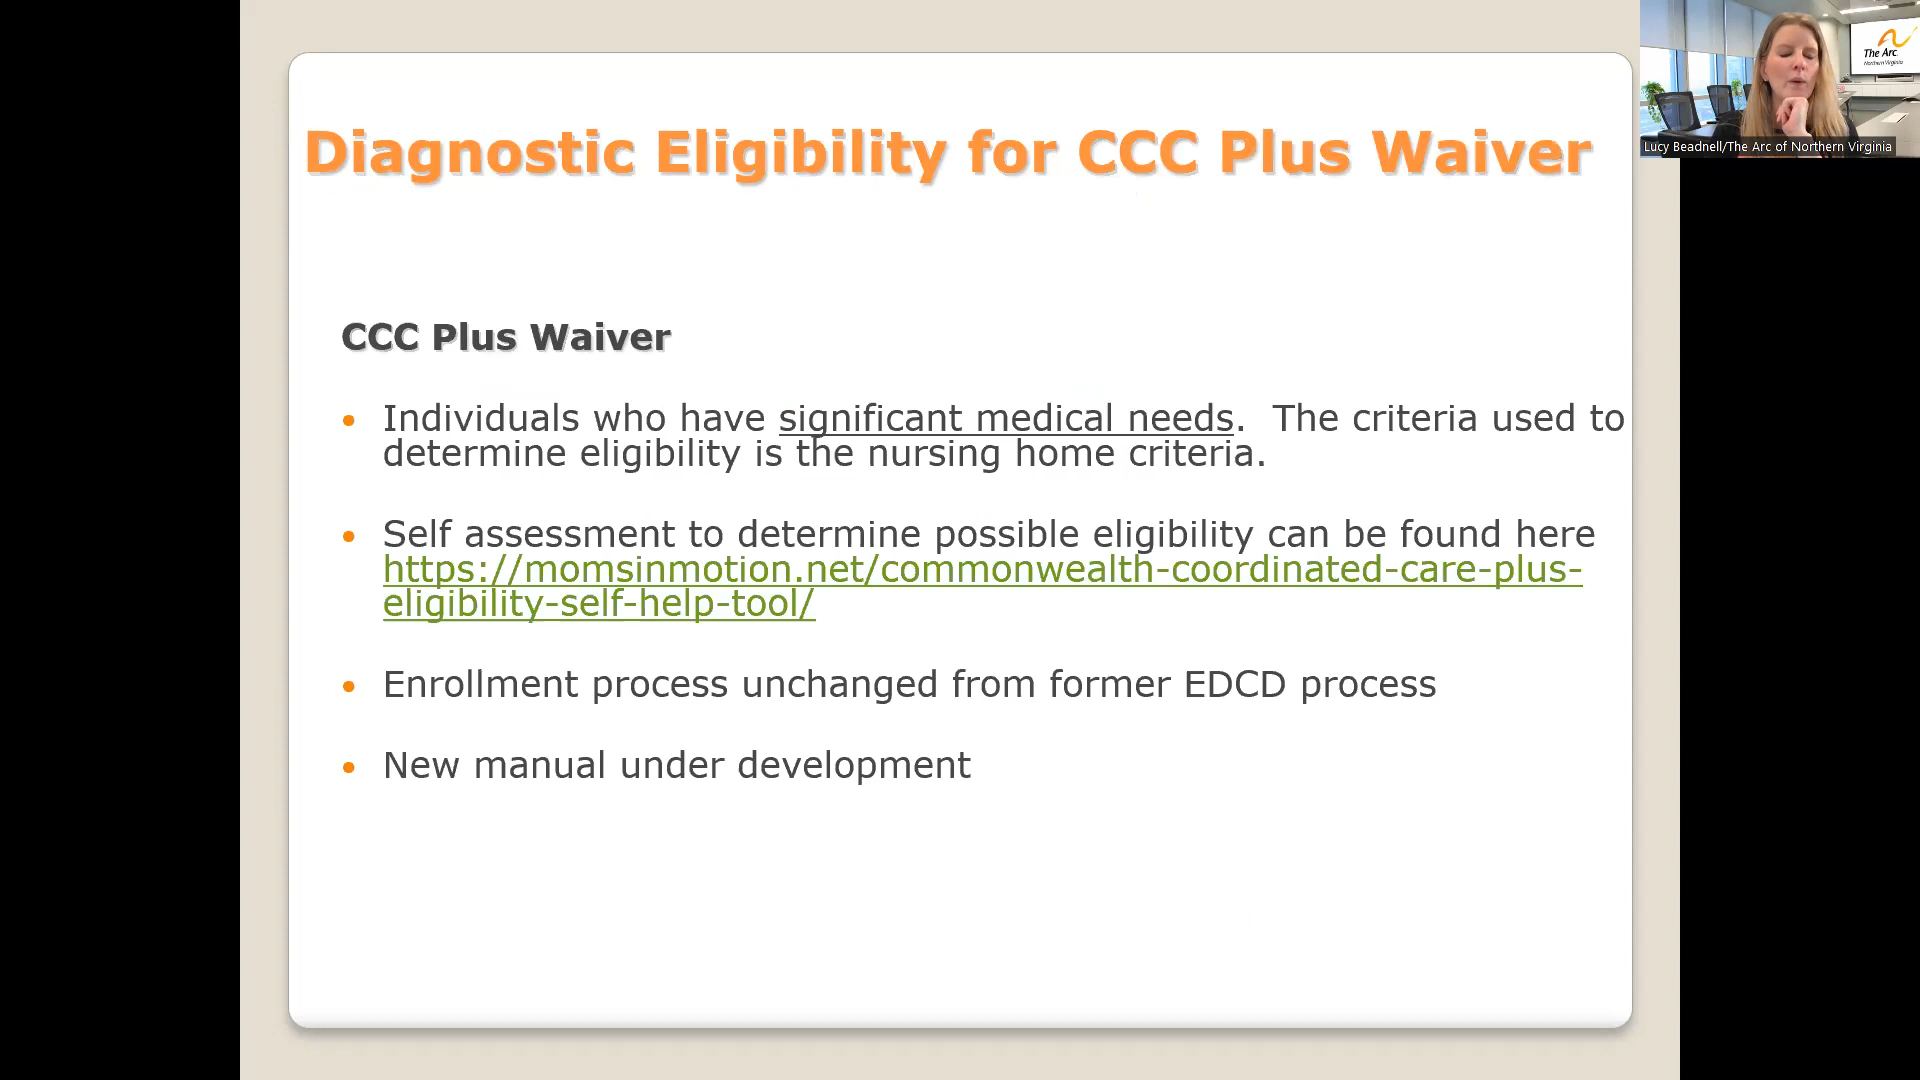 Diagnostic Eligibility for CCC Plus Waiver
The Arc.
Northern Virginia
Lucy Beadnell/The Arc of Northern Virginia
CCC Plus Waiver
• Individuals who have significant medical needs.  The criteria used to
determine eligibility is the nursing home criteria.
• Self assessment to determine possible eligibility can be found here
https://momsinmotion.net/commonwealth-coordinated-care-plus-
eligibility-self-help-tool/
• Enrollment process unchanged from former EDCD process
• New manual under development